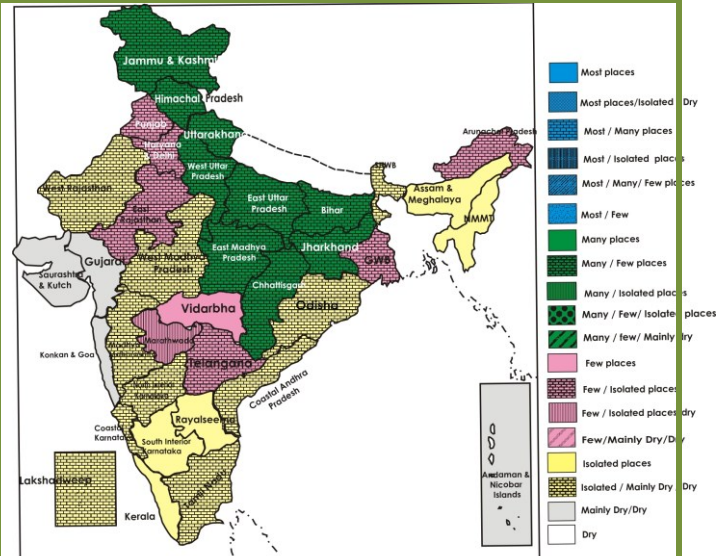 Jammu & Kashmi
Himachal Pradesh
Punjab
Haryana
& Delhi
Uttarakhand
Arunachal Pradesh
West Rajasthan
West Uttar
Pradesh
SHWB
Assam &
Meghalaya
NMMT
East
Rajasthan
East Uttar
Pradesh
Bihar
Gujarat
West Madhya
Pradesh
East Madhya
Pradesh
Jharkhand
GWB
Saurashtra
& Kutch
Chhattisgarh
Odisha
Vidarbha
Konkan & Goa
Marathwada
Telangana
Coastal Andhra
Pradesh
Coastal
Karnataka
Rayalseema
South Interior
Karnataka
Lakshadweep
Tamil Nadu
Kerala
Andaman &
Nicobar
Islands
Most places
Most places/Isolated Dry
Most / Many places
Most / Isolated places
Most / Many/ Few places
Most / Few
Many places
Many / Few places
Many / Isolated places
Many / Few/ Isolated places
Many / few/ Mainly dry
Few places
Few / Isolated places
Few / Isolated places/dry
Few/Mainly Dry/Dry
Isolated places
Isolated / Mainly Dry / Dry
Mainly Dry/Dry
Dry